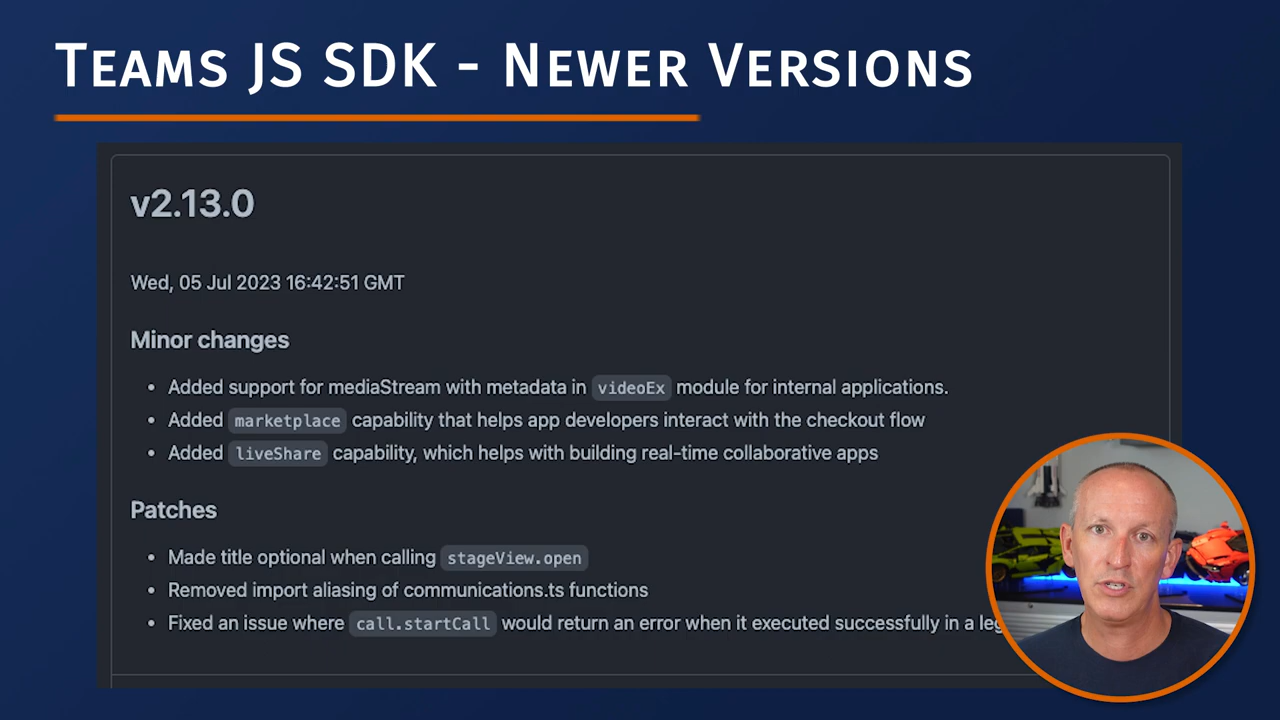 Teams JS SDK - Newer Versions
v2.13.0
Wed, 05 Jul 2023 16:42:51 GMT
Minor changes
• Added support for mediaStream with metadata in videoEx module for internal applications.
• Added marketplace capability that helps app developers interact with the checkout flow
• Added liveShare capability, which helps with building real-time collaborative apps
Patches
• Made title optional when calling stageView.open
• Removed import aliasing of communications.ts functions
• Fixed an issue where call.startCall would return an error when it executed successfully in a